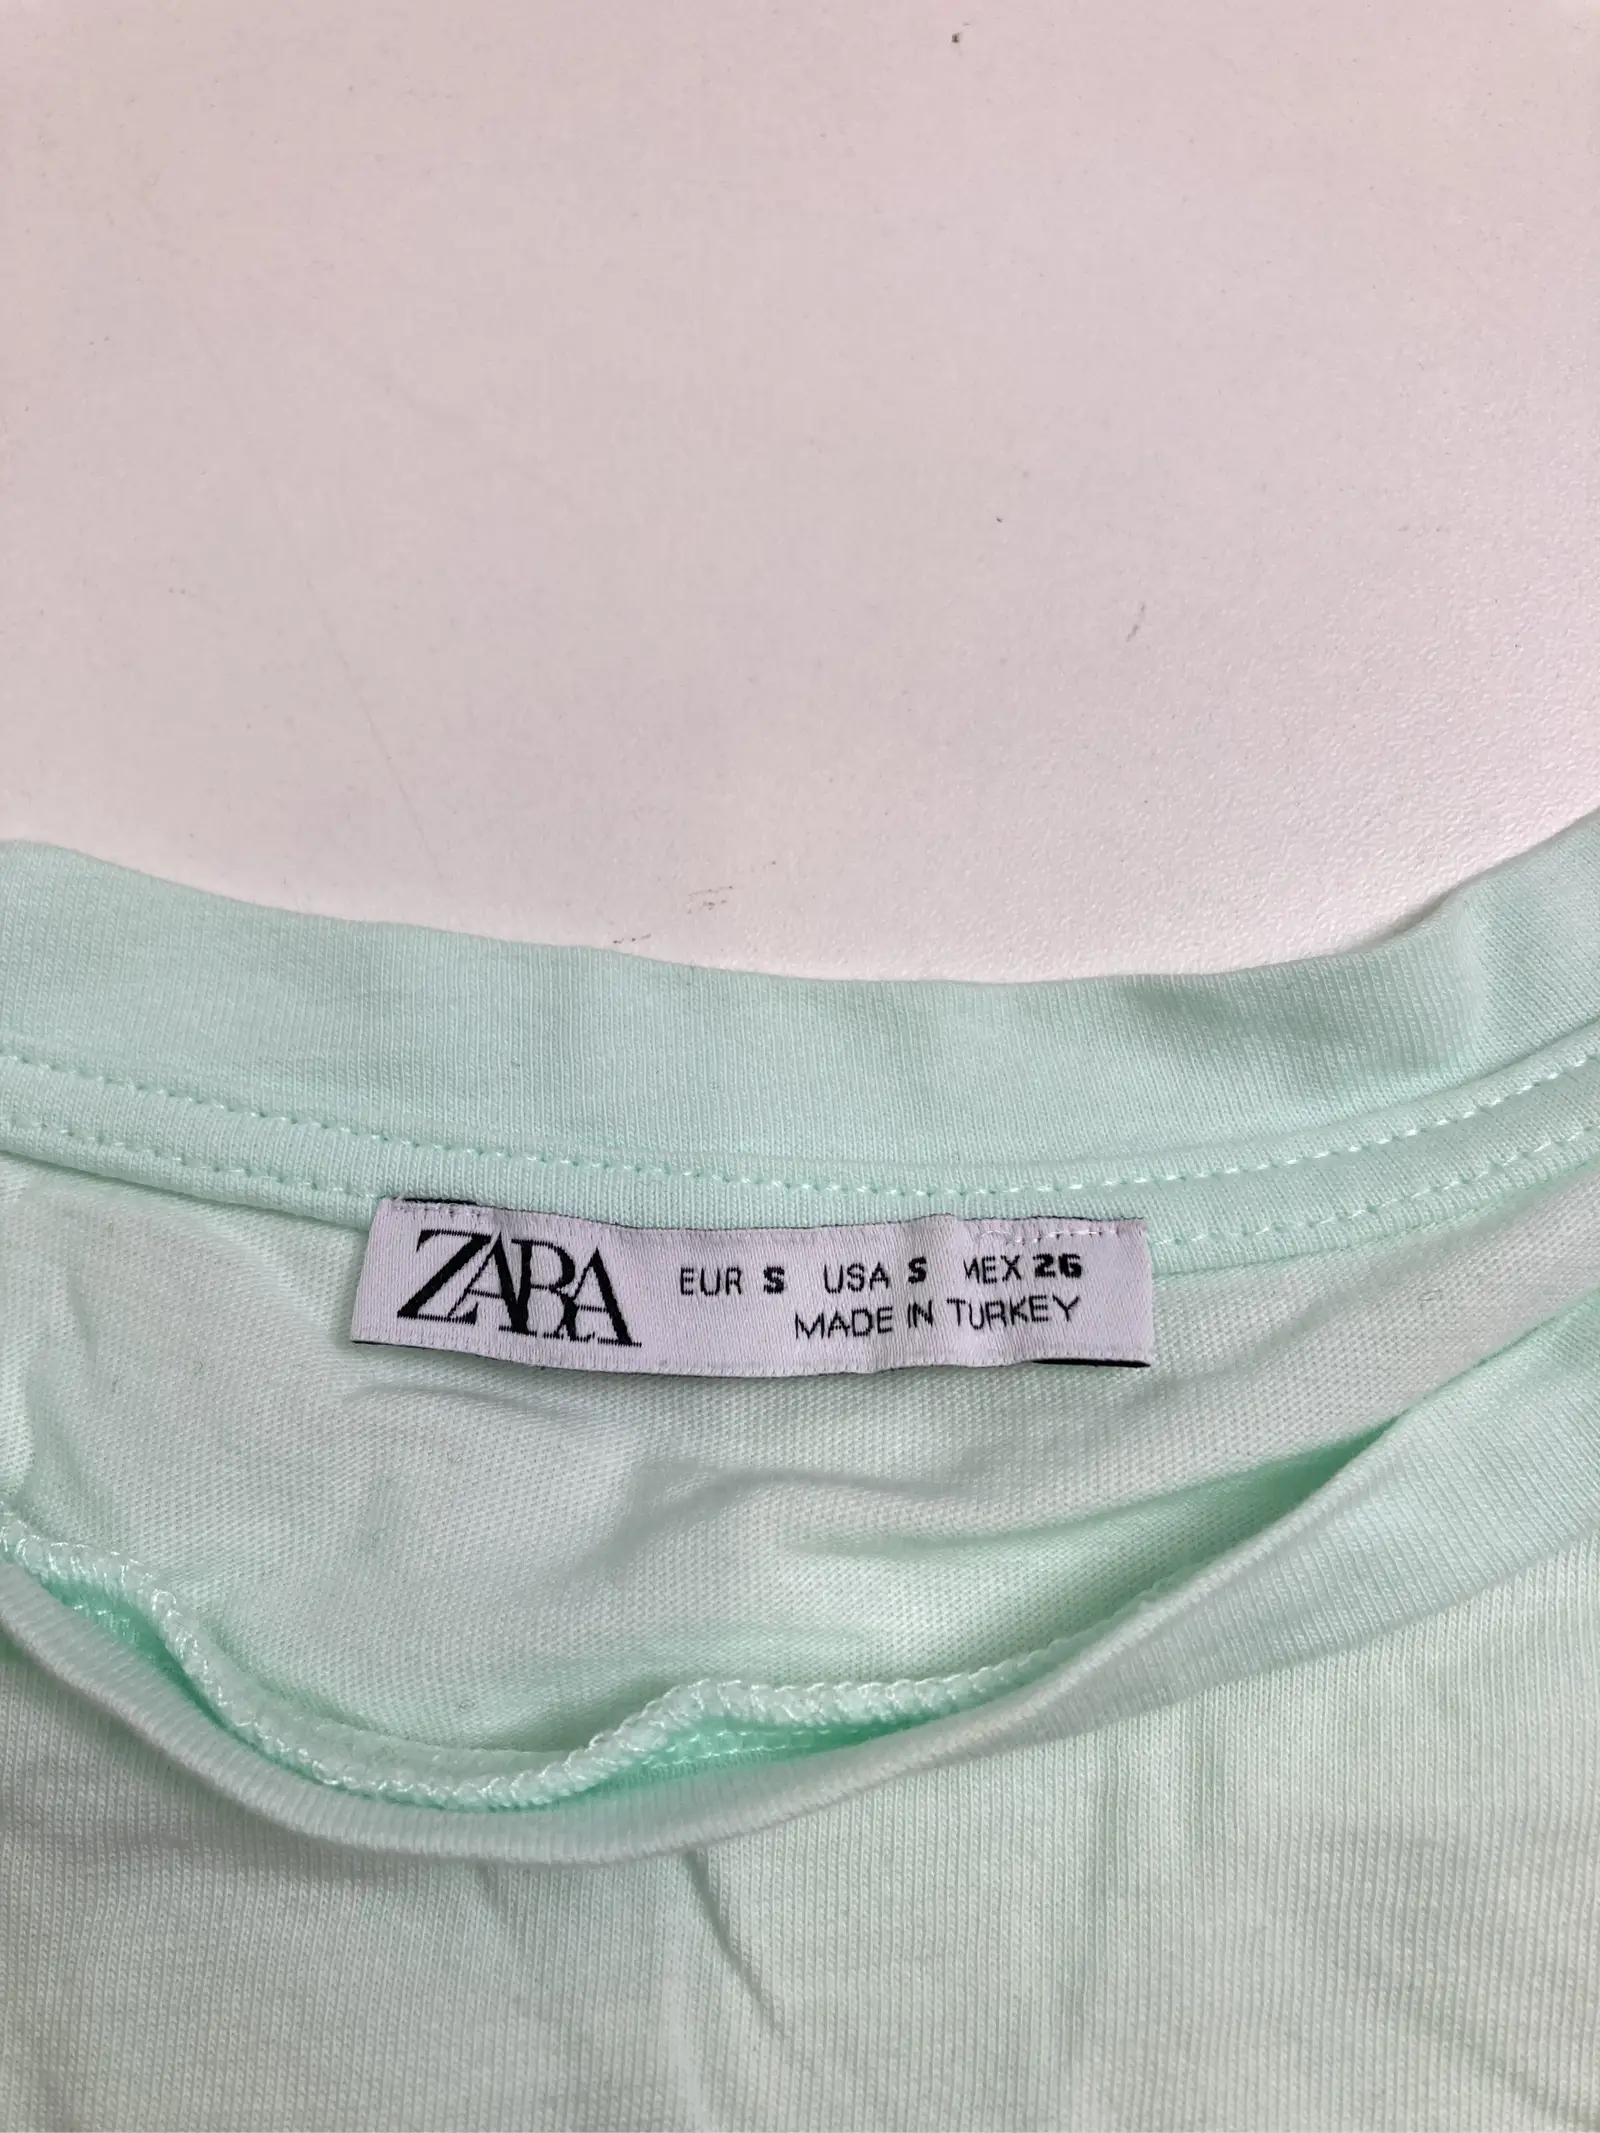 ZARA
EUR S USA S MEX 26
MADE IN TURKEY